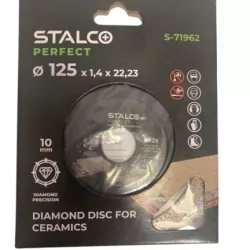 STALCO
PERFECT
S-71962
Ø 125 x 1,4 x 22,23
STALCO
10
mm
DIAMOND
PRECISION
DIAMOND DISC FOR
CERAMICS